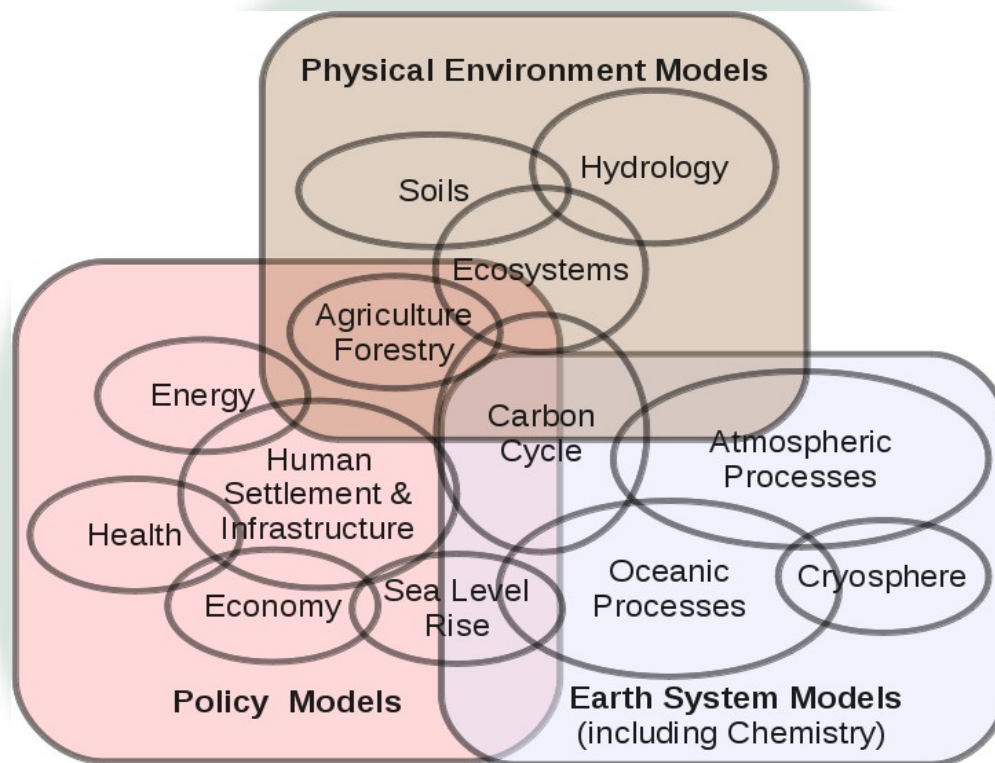 Physical Environment Models
Hydrology
Soils
Ecosystems
Agriculture
Forestry
Energy
Carbon
Cycle
Atmospheric
Processes
Human
Settlement &
Infrastructure
Health
Oceanic
Processes
Cryosphere
Economy
Sea Level
Rise
Policy  Models
Earth System Models
(including Chemistry)